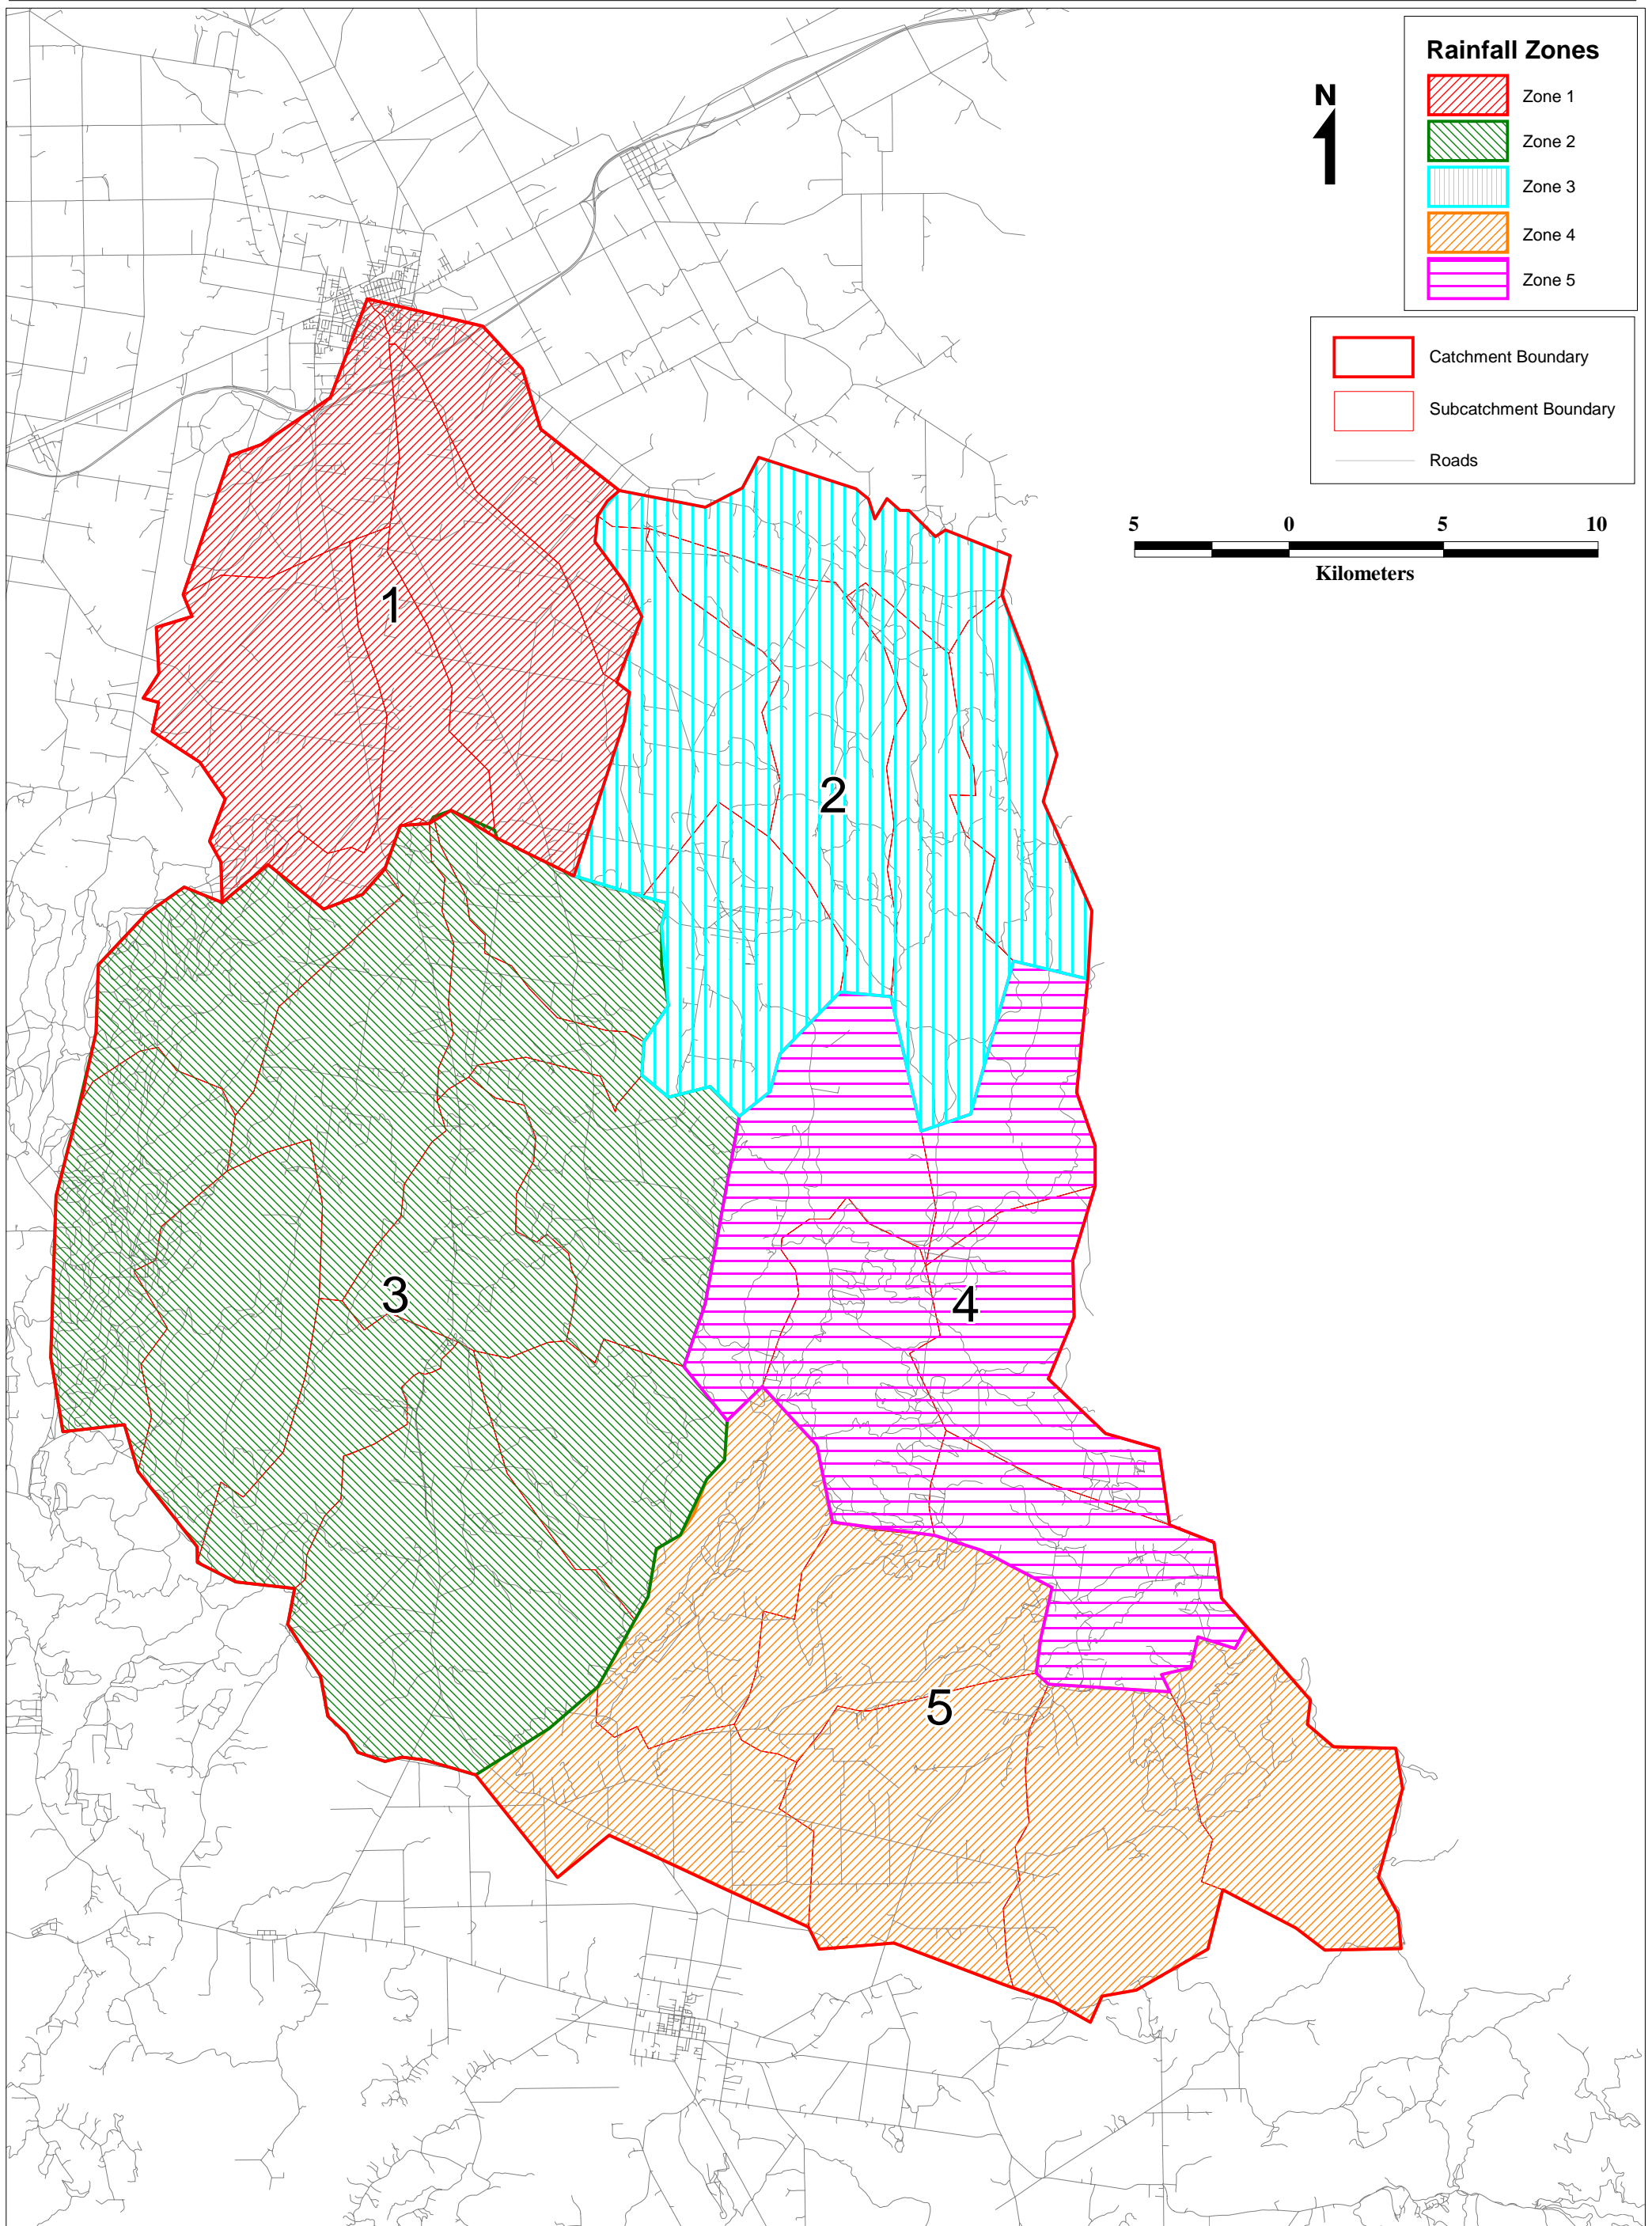 Rainfall Zones
Zone 1
Zone 2
Zone 3
Zone 4
Zone 5
N
Catchment Boundary
Subcatchment Boundary
Roads
5 0 5 10
Kilometers
1
2
3
4
5